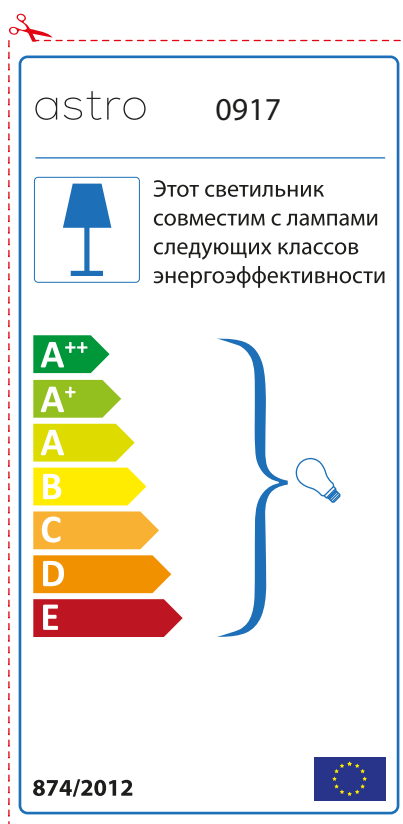 astro 0917
Этот светильник
совместим с лампами
следующих классов
энергоэффективности
A++
A+
A
B
C
D
E
874/2012